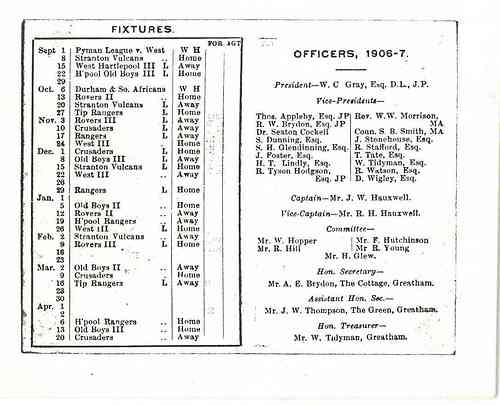 FIXTURES.
FOR AGT
Sept 1 Pyman League v. West W H
8 Stranton Vulcans .. Home
15 West Hartlepool III L Away
22 H'pool Old Boys III L Home
29
Oct. 6 Durham & So. Africans W H
13 Rovers II .. Home
20 Stranton Vulcans L Away
27 Tip Rangers L Home
Nov. 3 Rovers III L Away
10 Crusaders L Away
17 Rangers L Away
24 West III L Home
Dec. 1 Crusaders L Home
8 Old Boys III L Away
15 Stranton Vulcans L Home
22 West III .. Away
26
29 Rangers L Home
Jan. 1
5 Old Boys II .. Home
12 Rovers II .. Away
19 H'pool Rangers .. Away
26 West III L Home
Feb. 2 Stranton Vulcans .. Away
9 Rovers III L Home
16
23
Mar. 2 Old Boys II .. Away
9 Crusaders .. Home
16 Tip Rangers L Away
23
30
Apr. 1
2
6 H'pool Rangers .. Home
13 Old Boys III .. Home
20 Crusaders .. Away
OFFICERS, 1906-7.
President—W. C Gray, Esq. D.L., J.P.
Vice-Presidents—
Thos. Appleby, Esq. JP Rev. W.W. Morrison,
R. W. Brydon, Esq. JP MA
Dr. Seaton Cockell Coun. S. B. Smith, MA
S. Dunning, Esq. J. Stonehouse, Esq.
S. H. Glendinning, Esq. R. Stafford, Esq.
J. Foster, Esq. T. Tate, Esq.
H. T. Lindly, Esq. W. Tidyman, Esq.
R. Tyson Hodgson, R. Watson, Esq.
Esq. JP D. Wigley, Esq.
Captain—Mr. J. W. Hauxwell.
Vice-Captain—Mr. R. H. Hauxwell.
Committee—
Mr. W. Hopper Mr. F. Hutchinson
Mr. R. Hill Mr R. Young
Mr. H. Glew.
Hon. Secretary—
Mr. A. E. Brydon, The Cottage, Greatham.
Assistant Hon. Sec.—
Mr. J. W. Thompson, The Green, Greatham.
Hon. Treasurer—
Mr. W. Tidyman, Greatham.